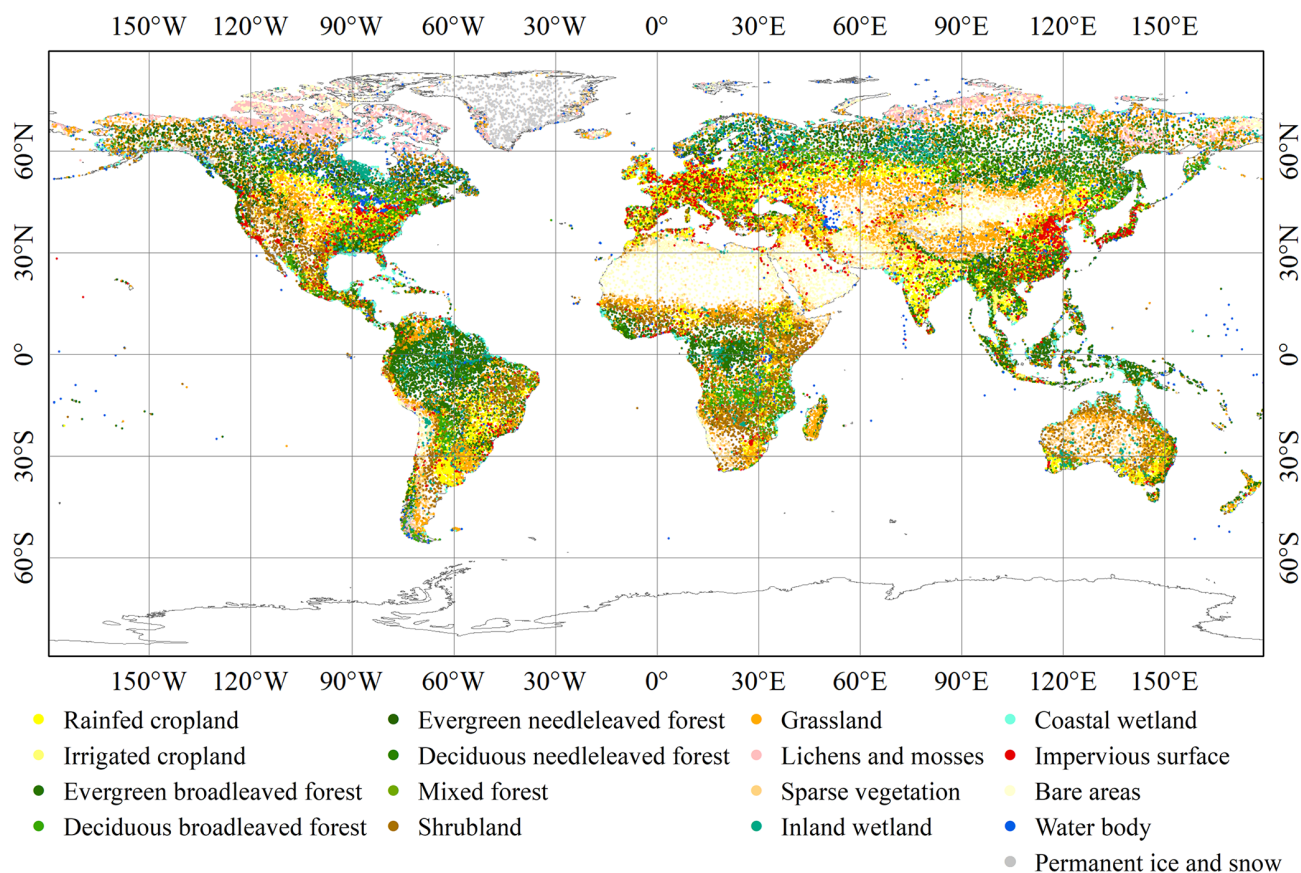 150°W 120°W 90°W 60°W 30°W 0° 30°E 60°E 90°E 120°E 150°E
60°N 60°N
30°N 30°N
0° 0°
30°S 30°S
60°S 60°S
150°W 120°W 90°W 60°W 30°W 0° 30°E 60°E 90°E 120°E 150°E
Rainfed cropland Evergreen needleleaved forest Grassland Coastal wetland
Irrigated cropland Deciduous needleleaved forest Lichens and mosses Impervious surface
Evergreen broadleaved forest Mixed forest Sparse vegetation Bare areas
Deciduous broadleaved forest Shrubland Inland wetland Water body
Permanent ice and snow